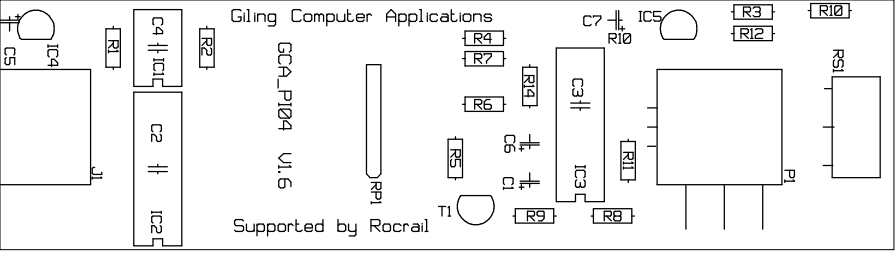 Giling Computer Applications
C7
IC5
R3
R10
C5
IC4
R1
C4
IC1
R2
R4
R10
R12
GCA_PI04 V1.6
R7
RS1
R14
C3
R6
C2
C6
R5
R11
J1
RP1
C1
IC3
P1
IC2
T1
R9
R8
Supported by Rocrail